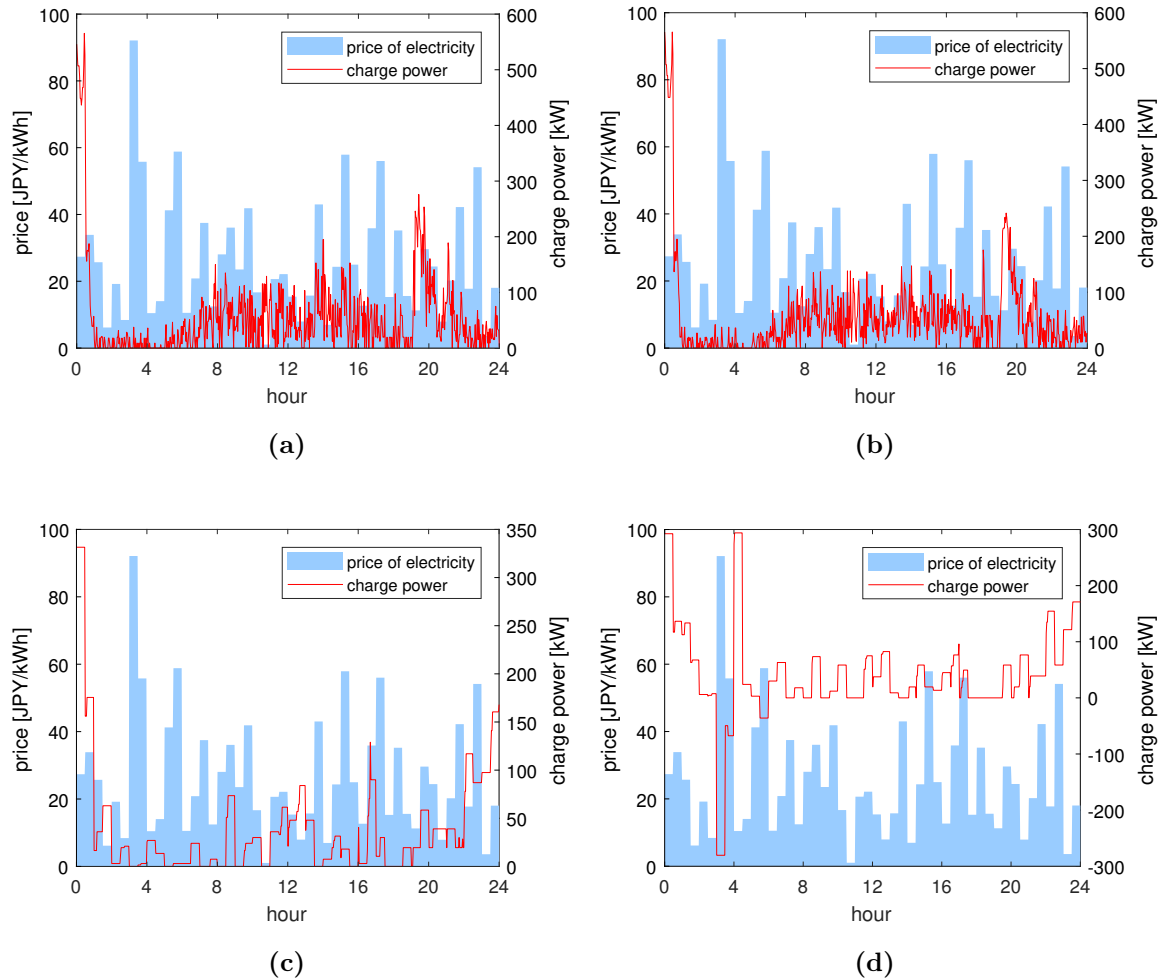 price of electricity
charge power
price [JPY/kWh]
100
80
60
40
20
0
charge power [kW]
600
500
400
300
200
100
0
0 4 8 12 16 20 24
hour
(a)
price of electricity
charge power
price [JPY/kWh]
100
80
60
40
20
0
charge power [kW]
600
500
400
300
200
100
0
0 4 8 12 16 20 24
hour
(b)
price of electricity
charge power
price [JPY/kWh]
100
80
60
40
20
0
charge power [kW]
350
300
250
200
150
100
50
0
0 4 8 12 16 20 24
hour
(c)
price of electricity
charge power
price [JPY/kWh]
100
80
60
40
20
0
charge power [kW]
300
200
100
0
-100
-200
-300
0 4 8 12 16 20 24
hour
(d)